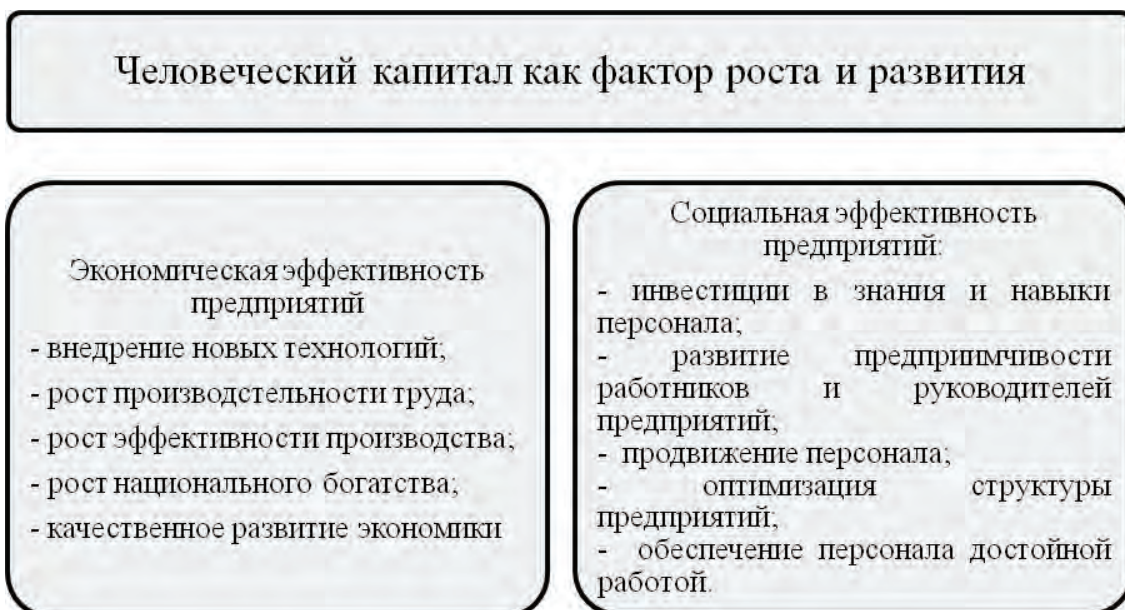 Человеческий капитал как фактор роста и развития
Экономическая эффективность
предприятий
- внедрение новых технологий;
- рост производстельности труда;
- рост эффективности производства;
- рост национального богатства;
- качественное развитие экономики
Социальная эффективность
предприятий:
- инвестиции в знания и навыки
персонала;
- развитие предприимчивости
работников и руководителей
предприятий;
- продвижение персонала;
- оптимизация структуры
предприятий;
- обеспечение персонала достойной
работой.